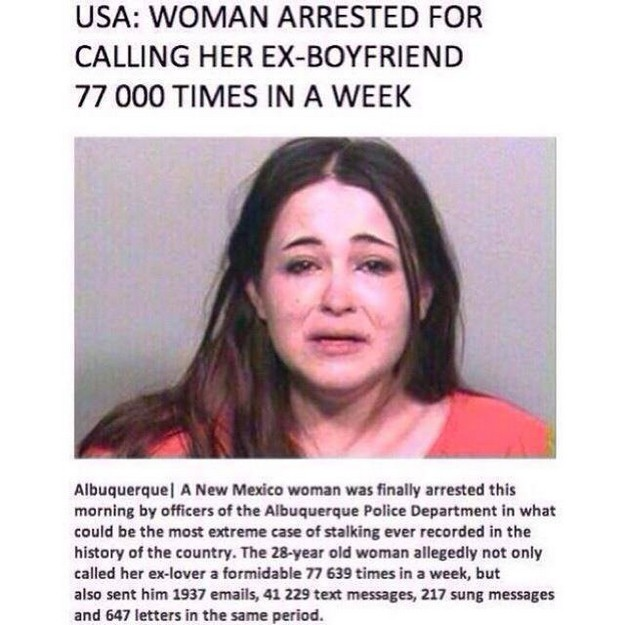 USA: WOMAN ARRESTED FOR
CALLING HER EX-BOYFRIEND
77 000 TIMES IN A WEEK
Albuquerque| A New Mexico woman was finally arrested this
morning by officers of the Albuquerque Police Department in what
could be the most extreme case of stalking ever recorded in the
history of the country. The 28-year old woman allegedly not only
called her ex-lover a formidable 77 639 times in a week, but
also sent him 1937 emails, 41 229 text messages, 217 sung messages
and 647 letters in the same period.